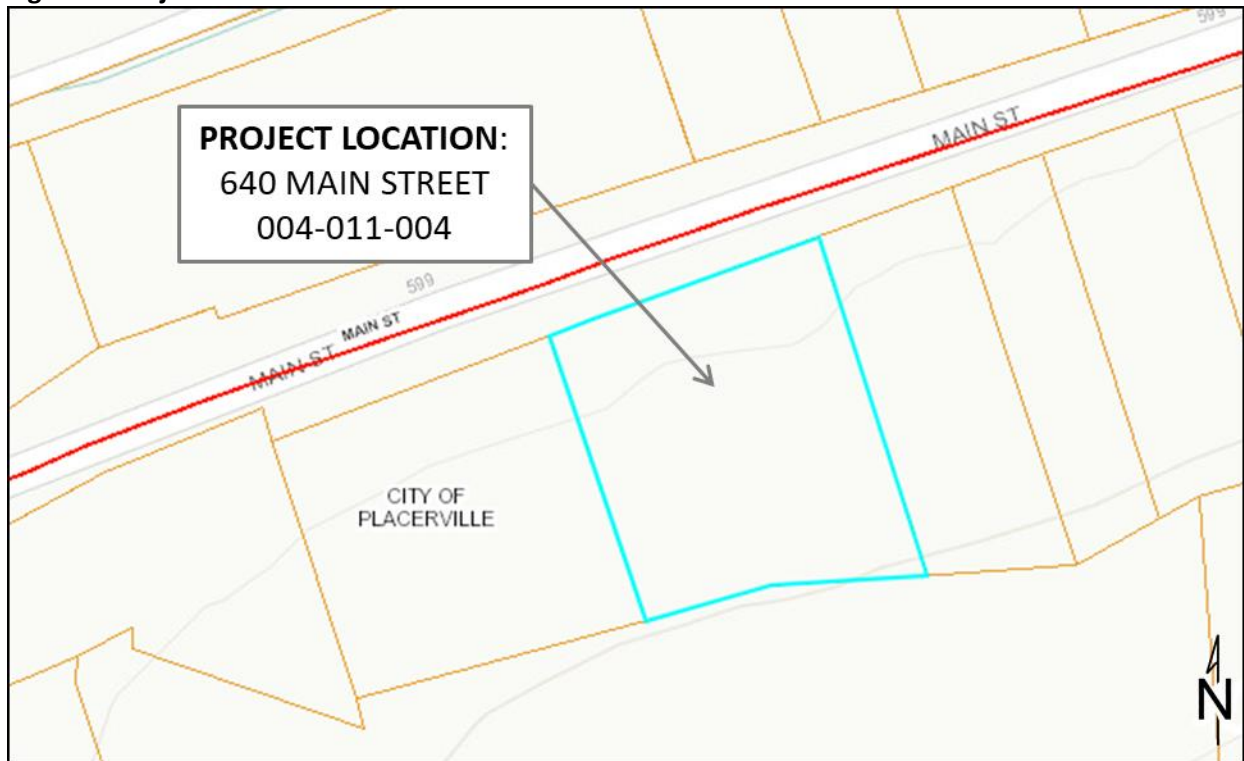 599
PROJECT LOCATION:
640 MAIN STREET
004-011-004
MAIN ST
599
MAIN ST
MAIN ST
CITY OF
PLACERVILLE
N